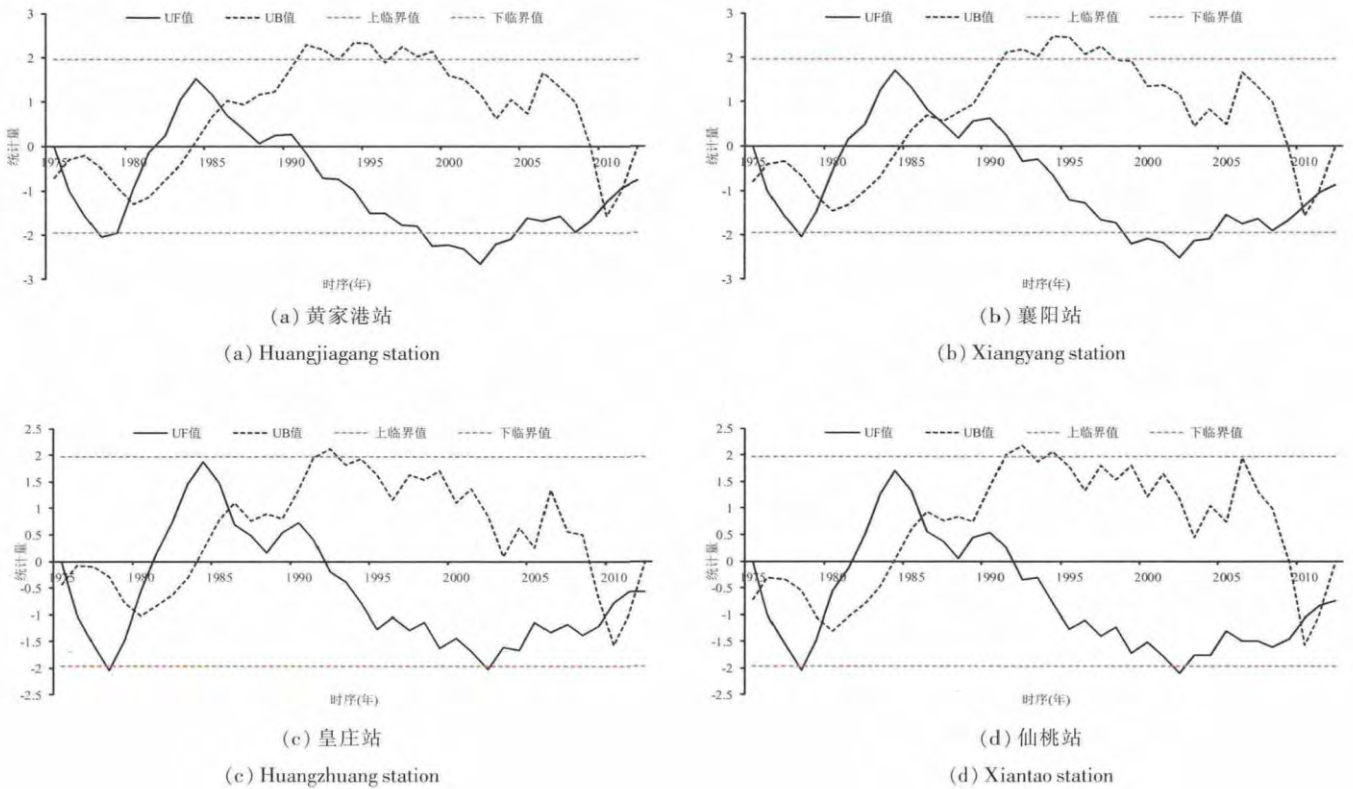 UF值 UB值 上临界值 下临界值
3
2
1
0
-1
-2
-3
统计量
1975 1980 1985 1990 1995 2000 2005 2010
时序(年)
(a) 黄家港站
(a) Huangjiagang station
UF值 UB值 上临界值 下临界值
3
2
1
0
-1
-2
-3
统计量
1975 1980 1985 1990 1995 2000 2005 2010
时序(年)
(b) 襄阳站
(b) Xiangyang station
UF值 UB值 上临界值 下临界值
2.5
2
1.5
1
0.5
0
-0.5
-1
-1.5
-2
-2.5
统计量
1975 1980 1985 1990 1995 2000 2005 2010
时序(年)
(c) 皇庄站
(c) Huangzhuang station
UF值 UB值 上临界值 下临界值
2.5
2
1.5
1
0.5
0
-0.5
-1
-1.5
-2
-2.5
统计量
1975 1980 1985 1990 1995 2000 2005 2010
时序(年)
(d) 仙桃站
(d) Xiantao station